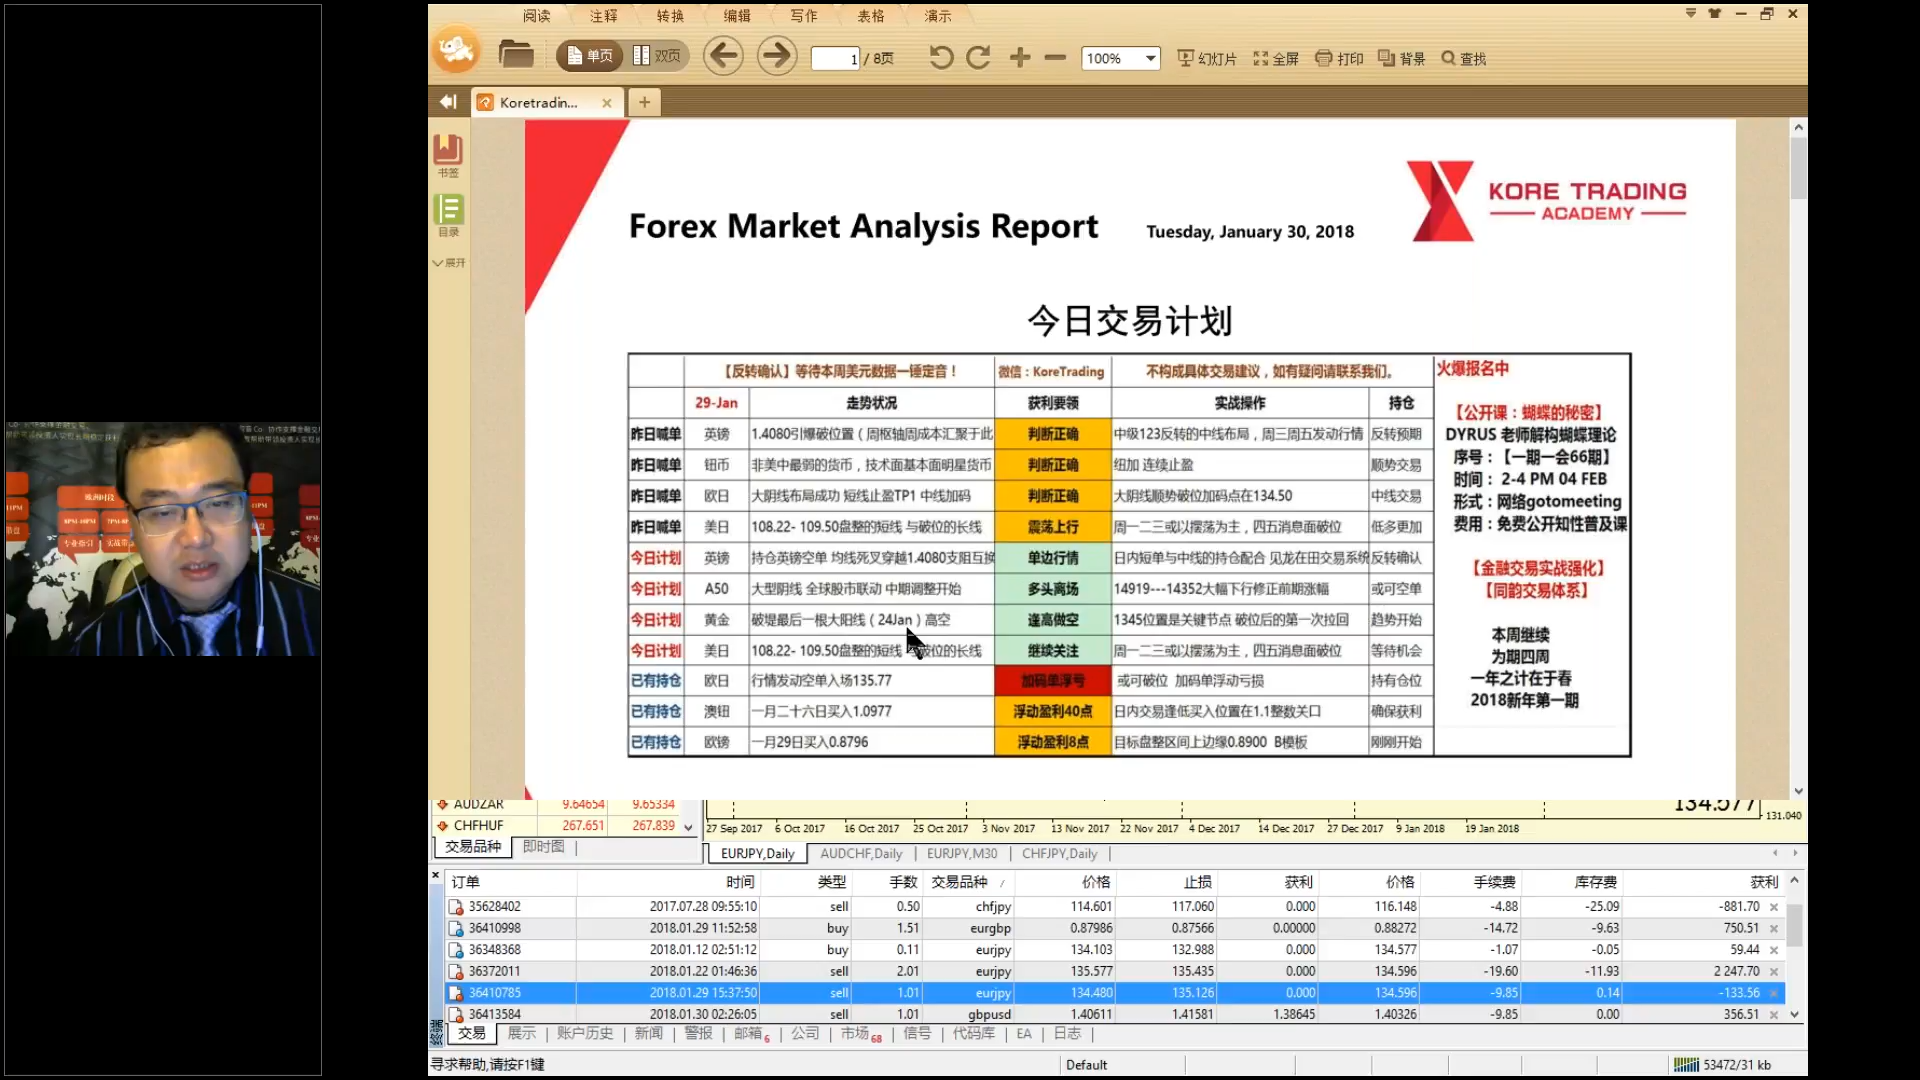 阅读 注释 转换 编辑 写作 表格 演示
单页 双页 1 / 8页 100% 幻灯片 全屏 打印 背景 查找
Koretradin...
书签
目录
展开
KORE TRADING
ACADEMY
Forex Market Analysis Report Tuesday, January 30, 2018
今日交易计划
【反转确认】等待本周美元数据一锤定音！ 微信：KoreTrading 不构成具体交易建议，如有疑问请联系我们。
29-Jan 走势状况 获利要领 实战操作 持仓
昨日喊单 英镑 1.4080引爆破位置（周枢轴周成本汇聚于此 判断正确 中级123反转的中线布局，周三周五发动行情 反转预期
昨日喊单 钮币 非美中最弱的货币，技术面基本面明星货币 判断正确 纽加 连续止盈 顺势交易
昨日喊单 欧日 大阴线布局成功 短线止盈TP1 中线加码 判断正确 大阴线顺势破位加码点在134.50 中线交易
昨日喊单 美日 108.22- 109.50盘整的短线 与破位的长线 震荡上行 周一二三或以摆荡为主，四五消息面破位 低多更加
今日计划 英镑 持仓英镑空单 均线死叉穿越1.4080支阻互换 单边行情 日内短单与中线的持仓配合 见龙在田交易系统 反转确认
今日计划 A50 大型阴线 全球股市联动 中期调整开始 多头离场 14919---14352大幅下行修正前期涨幅 或可空单
今日计划 黄金 破堤最后一根大阳线（24Jan）高空 逢高做空 1345位置是关键节点 破位后的第一次拉回 趋势开始
今日计划 美日 108.22- 109.50盘整的短线 破位的长线 继续关注 周一二三或以摆荡为主，四五消息面破位 等待机会
已有持仓 欧日 行情发动空单入场135.77 加码单浮亏 或可破位 加码单浮动亏损 持有仓位
已有持仓 澳钮 一月二十六日买入1.0977 浮动盈利40点 日内交易逢低买入位置在1.1整数关口 确保获利
已有持仓 欧镑 一月29日买入0.8796 浮动盈利8点 目标盘整区间上边缘0.8900 B模板 刚刚开始
火爆报名中
【公开课：蝴蝶的秘密】
DYRUS 老师解构蝴蝶理论
序号：【一期一会66期】
时间： 2-4 PM 04 FEB
形式：网络gotomeeting
费用：免费公开知性普及课
【金融交易实战强化】
【同韵交易体系】
本周继续
为期四周
一年之计在于春
2018新年第一期
AUDZAR 9.64654 9.65334
CHFHUF 267.651 267.839
交易品种 即时图
134.577
131.040
27 Sep 2017 6 Oct 2017 16 Oct 2017 25 Oct 2017 3 Nov 2017 13 Nov 2017 22 Nov 2017 4 Dec 2017 14 Dec 2017 27 Dec 2017 9 Jan 2018 19 Jan 2018
EURJPY,Daily AUDCHF,Daily EURJPY,M30 CHFJPY,Daily
订单 时间 类型 手数 交易品种 / 价格 止损 获利 价格 手续费 库存费 获利
35628402 2017.07.28 09:55:10 sell 0.50 chfjpy 114.601 117.060 0.000 116.148 -4.88 -25.09 -881.70
36410998 2018.01.29 11:52:58 buy 1.51 eurgbp 0.87986 0.87566 0.00000 0.88272 -14.72 -9.63 750.51
36348368 2018.01.12 02:51:12 buy 0.11 eurjpy 134.103 132.988 0.000 134.577 -1.07 -0.05 59.44
36372011 2018.01.22 01:46:36 sell 2.01 eurjpy 135.577 135.435 0.000 134.596 -19.60 -11.93 2 247.70
36410785 2018.01.29 15:37:50 sell 1.01 eurjpy 134.480 135.126 0.000 134.596 -9.85 0.14 -133.56
36413584 2018.01.30 02:26:05 sell 1.01 gbpusd 1.40611 1.41581 1.38645 1.40326 -9.85 0.00 356.51
交易 展示 账户历史 新闻 警报 邮箱 6 公司 市场 68 信号 代码库 EA 日志
寻求帮助,请按F1键 Default 53472/31 kb